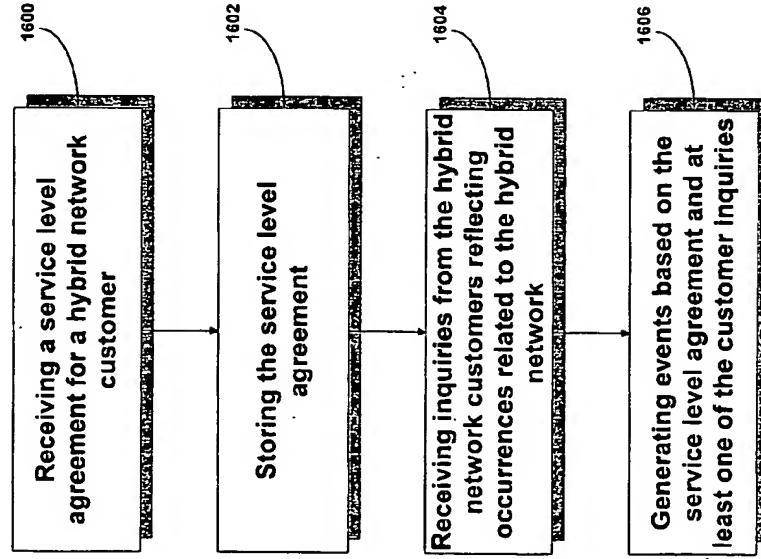 1600
Receiving a service level
agreement for a hybrid network
customer
1602
Storing the service level
agreement
1604
Receiving inquiries from the hybrid
network customers reflecting
occurrences related to the hybrid
network
1606
Generating events based on the
service level agreement and at
least one of the customer inquiries